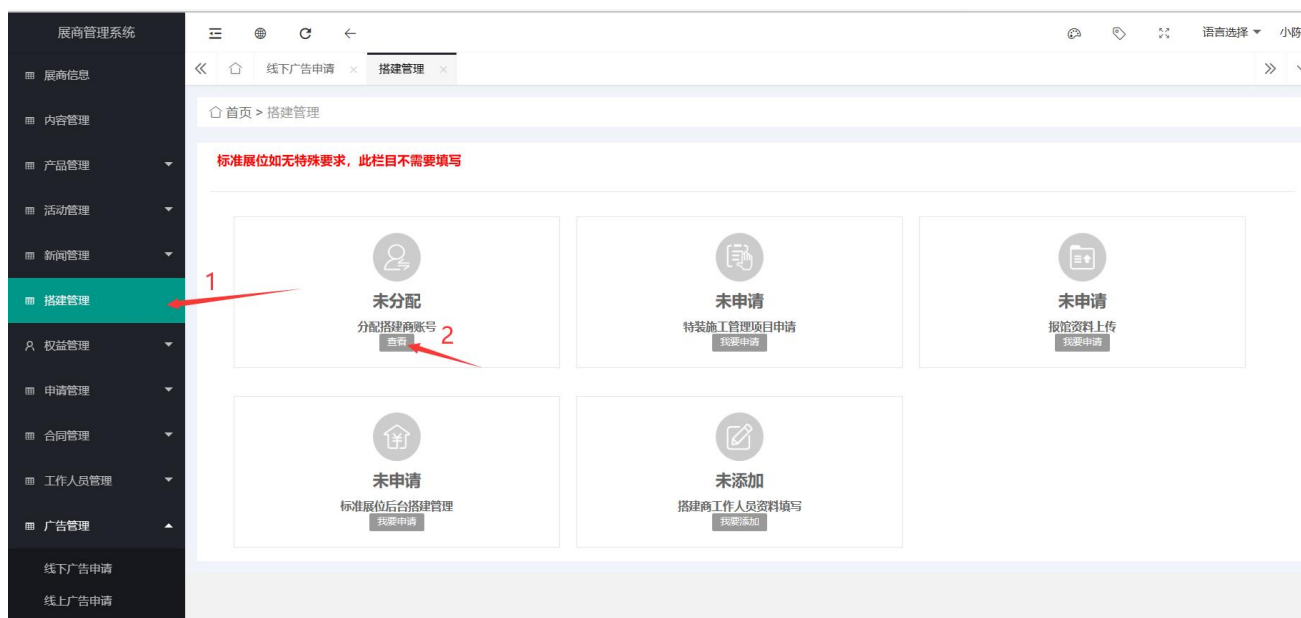 展商管理系统
语言选择
小陈
展商信息
线下广告申请
搭建管理
内容管理
首页 > 搭建管理
产品管理
标准展位如无特殊要求，此栏目不需要填写
活动管理
新闻管理
搭建管理
权益管理
申请管理
合同管理
工作人员管理
广告管理
线下广告申请
线上广告申请
1
未分配
分配搭建商账号
查看
2
未申请
特装施工管理项目申请
我要申请
未申请
报馆资料上传
我要申请
未申请
标准展位后台搭建管理
我要申请
未添加
搭建商工作人员资料填写
我要添加